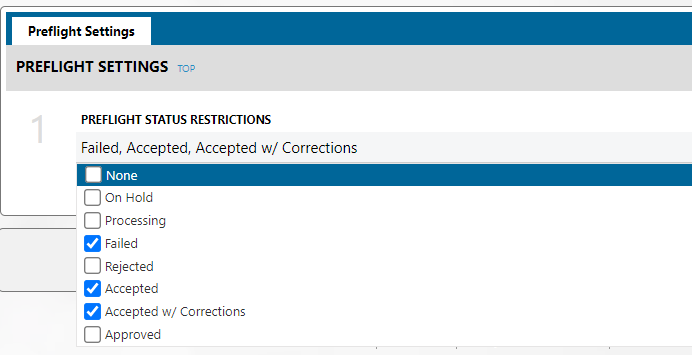 Preflight Settings
PREFLIGHT SETTINGS TOP
1 PREFLIGHT STATUS RESTRICTIONS
Failed, Accepted, Accepted w/ Corrections
None
On Hold
Processing
Failed
Rejected
Accepted
Accepted w/ Corrections
Approved